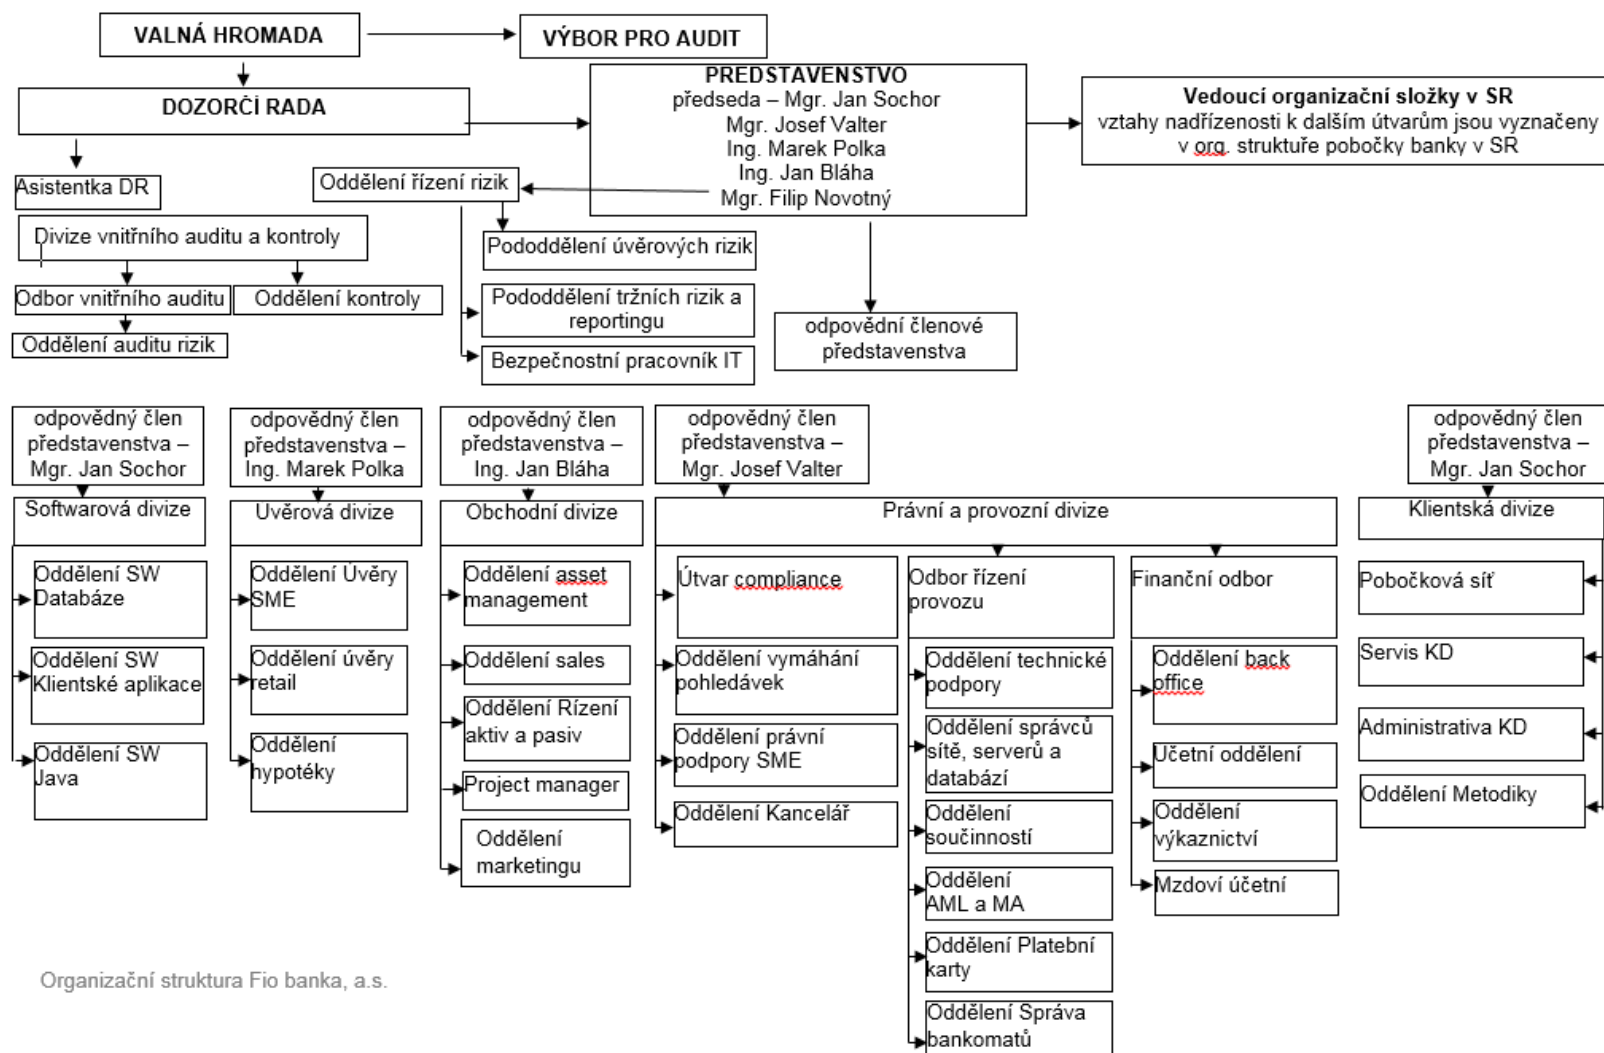 VALNÁ HROMADA
VÝBOR PRO AUDIT
DOZORČÍ RADA
PŘEDSTAVENSTVO
předseda – Mgr. Jan Sochor
Mgr. Josef Valter
Ing. Marek Polka
Ing. Jan Bláha
Mgr. Filip Novotný
Vedoucí organizační složky v SR
vztahy nadřízenosti k dalším útvarům jsou vyznačeny
v org. struktuře pobočky banky v SR
Asistentka DR
Oddělení řízení rizik
Divize vnitřního auditu a kontroly
Odbor vnitřního auditu
Oddělení kontroly
Oddělení auditu rizik
Pododdělení úvěrových rizik
Pododdělení tržních rizik a
reportingu
Bezpečnostní pracovník IT
odpovědní členové
představenstva
odpovědný člen
představenstva –
Mgr. Jan Sochor
odpovědný člen
představenstva –
Ing. Marek Polka
odpovědný člen
představenstva –
Ing. Jan Bláha
odpovědný člen
představenstva –
Mgr. Josef Valter
odpovědný člen
představenstva –
Mgr. Jan Sochor
Softwarová divize
Úvěrová divize
Obchodní divize
Právní a provozní divize
Klientská divize
Oddělení SW
Databáze
Oddělení SW
Klientské aplikace
Oddělení SW
Java
Oddělení Úvěry
SME
Oddělení úvěry
retail
Oddělení
hypotéky
Oddělení asset
management
Oddělení sales
Oddělení Řízení
aktiv a pasiv
Project manager
Oddělení
marketingu
Útvar compliance
Oddělení vymáhání
pohledávek
Oddělení právní
podpory SME
Oddělení Kancelář
Odbor řízení
provozu
Oddělení technické
podpory
Oddělení správců
sítě, serverů a
databází
Oddělení
součinností
Oddělení
AML a MA
Oddělení Platební
karty
Oddělení Správa
bankomatů
Finanční odbor
Oddělení back
office
Účetní oddělení
Oddělení
výkaznictví
Mzdoví účetní
Pobočková síť
Servis KD
Administrativa KD
Oddělení Metodiky
Organizační struktura Fio banka, a.s.